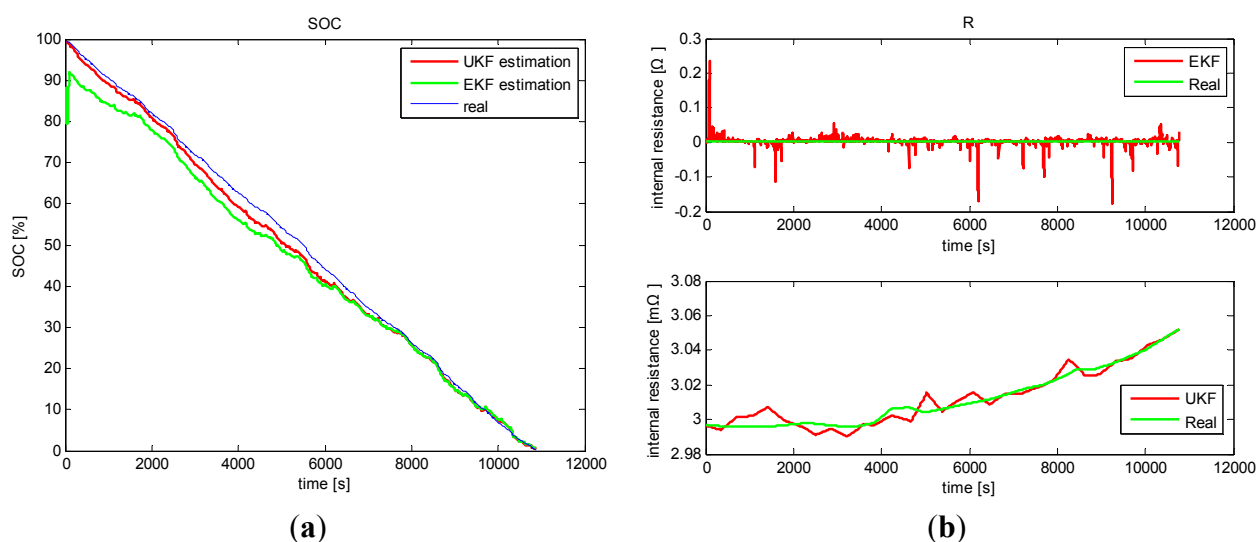 SOC
100
90
80
70
60
50
40
30
20
10
0
SOC [%]
0 2000 4000 6000 8000 10000 12000
time [s]
UKF estimation
EKF estimation
real
(a)
R
0.3
0.2
0.1
0
-0.1
-0.2
internal resistance [Ω]
0 2000 4000 6000 8000 10000 12000
time [s]
EKF
Real
3.08
3.06
3.04
3.02
3
2.98
internal resistance [mΩ]
0 2000 4000 6000 8000 10000 12000
time [s]
UKF
Real
(b)